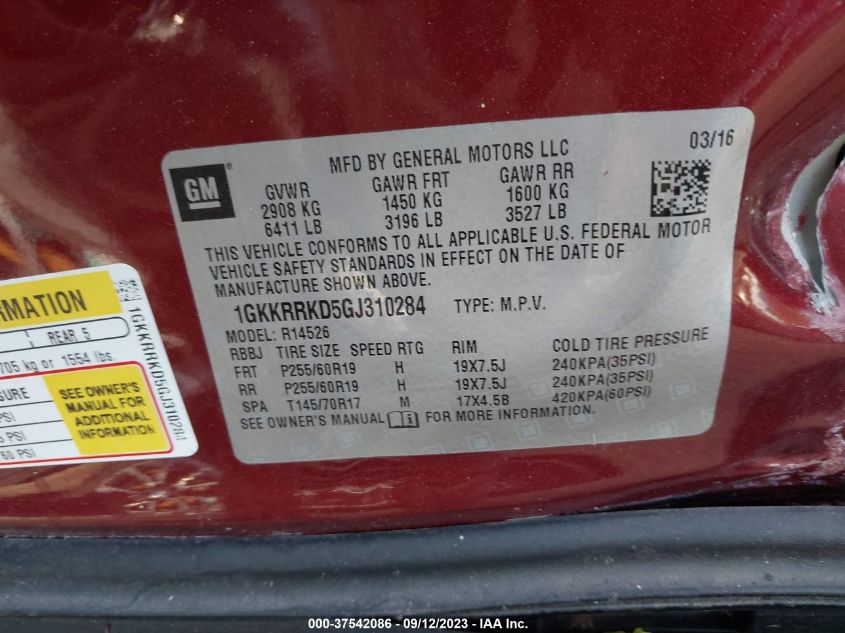 MFD BY GENERAL MOTORS LLC
03/16
GM
GVWR GAWR FRT GAWR RR
2908 KG 1450 KG 1600 KG
6411 LB 3196 LB 3527 LB
THIS VEHICLE CONFORMS TO ALL APPLICABLE U.S. FEDERAL MOTOR
VEHICLE SAFETY STANDARDS IN EFFECT ON THE DATE OF
MANUFACTURE SHOWN ABOVE.
1GKKRRKD5GJ310284 TYPE: M.P.V.
MODEL: R14526
RBBJ TIRE SIZE SPEED RTG RIM COLD TIRE PRESSURE
FRT P255/60R19 H 19X7.5J 240KPA(35PSI)
RR P255/60R19 H 19X7.5J 240KPA(35PSI)
SPA T145/70R17 M 17X4.5B 420KPA(60PSI)
SEE OWNER'S MANUAL FOR MORE INFORMATION.
RMATION
REAR 5
705 kg or 1554 lbs.
SSURE
PSI
PSI
60 PSI
SEE OWNER'S
MANUAL FOR
ADDITIONAL
INFORMATION
1GKKRRKD5GJ310284
000-37542086 - 09/12/2023 - © IAA Inc.